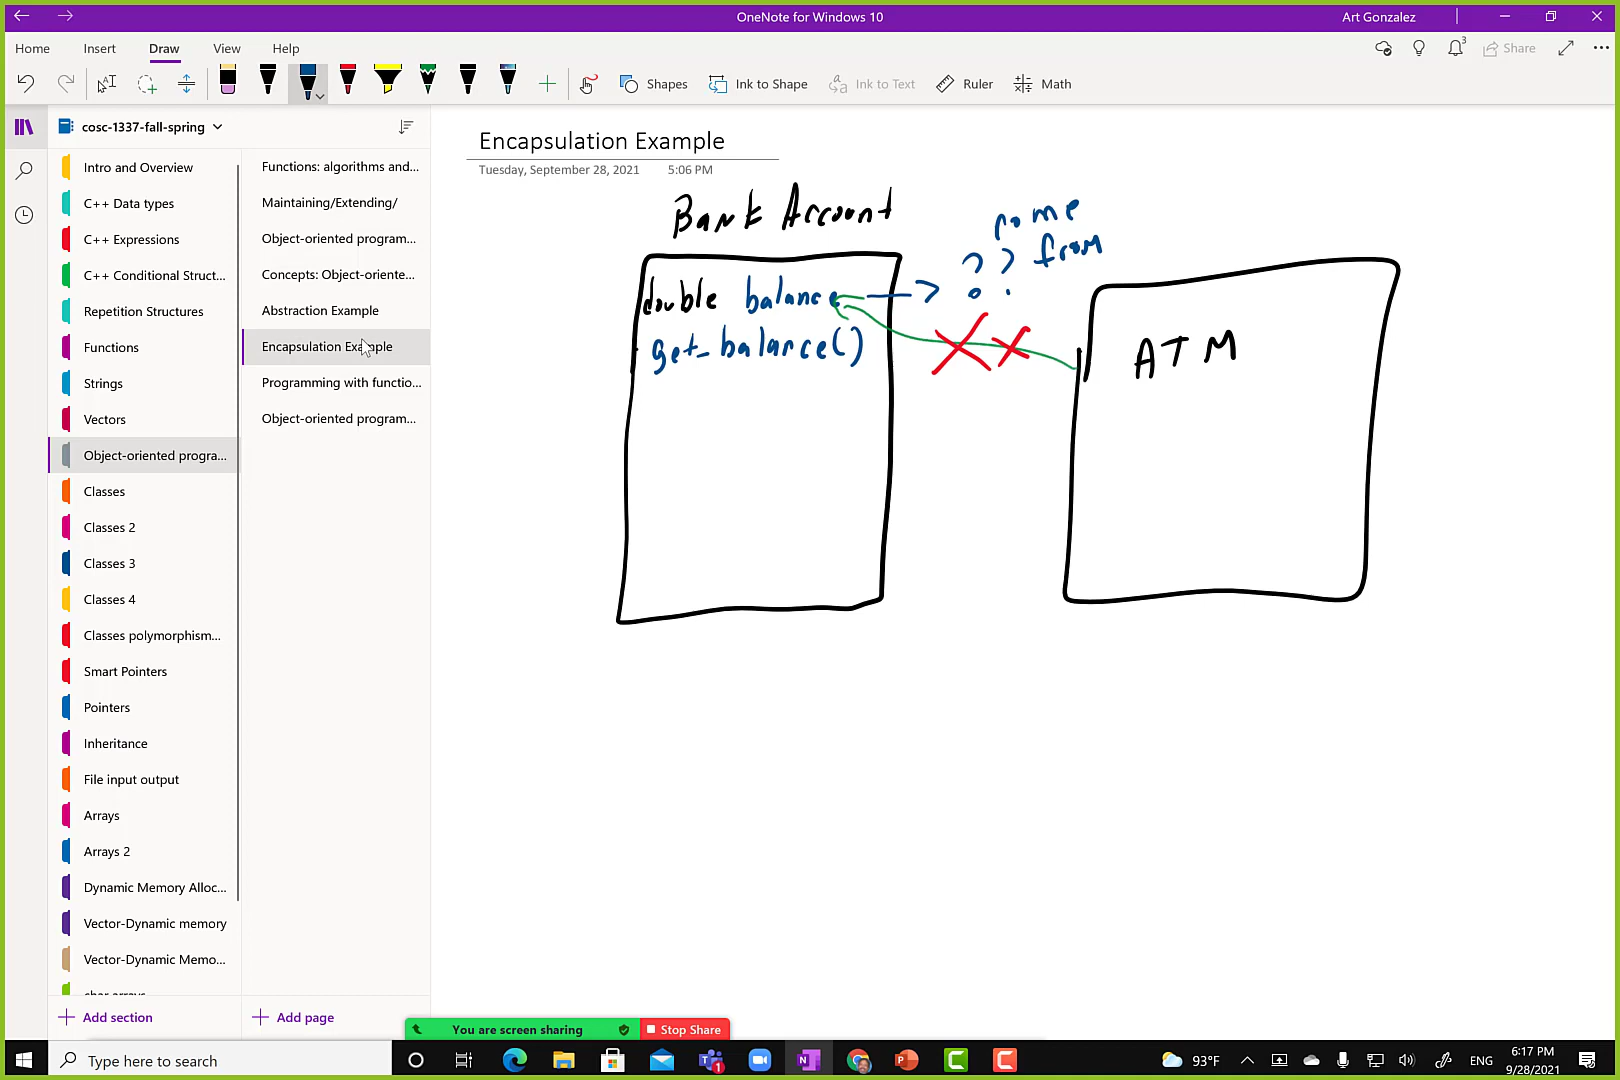 OneNote for Windows 10
Art Gonzalez
Home
Insert
Draw
View
Help
3
Share
Shapes
Ink to Shape
Ink to Text
Ruler
Math
cosc-1337-fall-spring
Intro and Overview
C++ Data types
C++ Expressions
C++ Conditional Struct...
Repetition Structures
Functions
Strings
Vectors
Object-oriented progra...
Classes
Classes 2
Classes 3
Classes 4
Classes polymorphism...
Smart Pointers
Pointers
Inheritance
File input output
Arrays
Arrays 2
Dynamic Memory Alloc...
Vector-Dynamic memory
Vector-Dynamic Memo...
char arrays
Add section
Functions: algorithms and...
Maintaining/Extending/
Object-oriented program...
Concepts: Object-oriente...
Abstraction Example
Encapsulation Example
Programming with functio...
Object-oriented program...
Add page
Encapsulation Example
Tuesday, September 28, 2021
5:06 PM
Bank Account
double balance
get_balance()
? ?
come
from
ATM
You are screen sharing
Stop Share
Type here to search
1
93°F
ENG
6:17 PM
9/28/2021